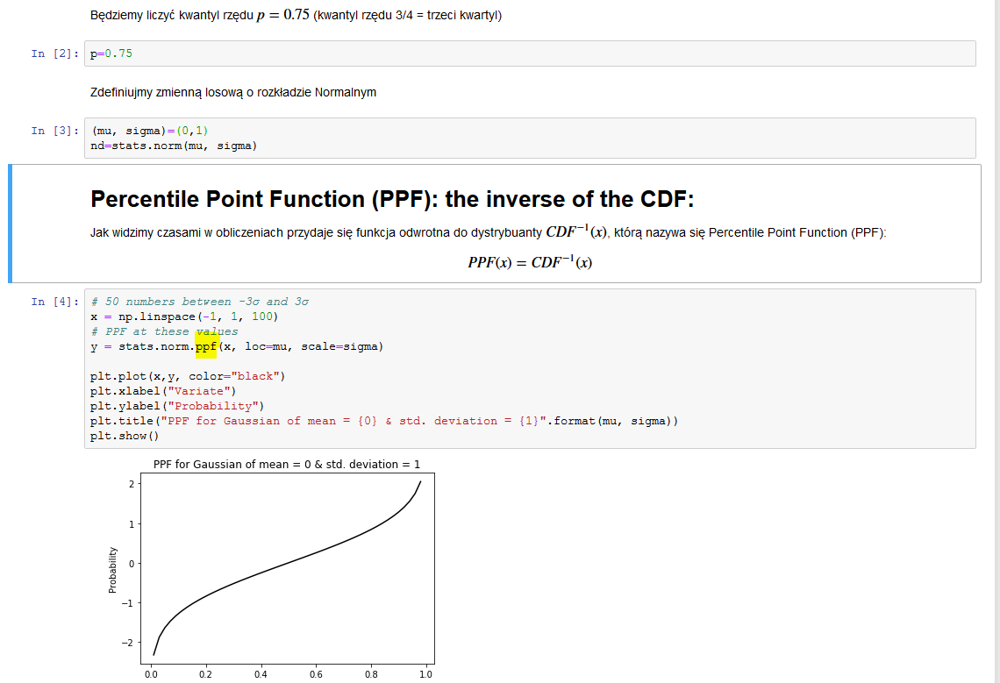 Będziemy liczyć kwantyl rzędu p = 0.75 (kwantyl rzędu 3/4 = trzeci kwartyl)
In [2]: p=0.75
Zdefiniujmy zmienną losową o rozkładzie Normalnym
In [3]: (mu, sigma)=(0,1)
nd=stats.norm(mu, sigma)
Percentile Point Function (PPF): the inverse of the CDF:
Jak widzimy czasami w obliczeniach przydaje się funkcja odwrotna do dystrybuanty CDF⁻¹(x), którą nazywa się Percentile Point Function (PPF):
PPF(x) = CDF⁻¹(x)
In [4]: # 50 numbers between -3σ and 3σ
x = np.linspace(-1, 1, 100)
# PPF at these values
y = stats.norm.ppf(x, loc=mu, scale=sigma)
plt.plot(x,y, color="black")
plt.xlabel("Variate")
plt.ylabel("Probability")
plt.title("PPF for Gaussian of mean = {0} & std. deviation = {1}".format(mu, sigma))
plt.show()
PPF for Gaussian of mean = 0 & std. deviation = 1
2
1
0
−1
−2
Probability
0.0 0.2 0.4 0.6 0.8 1.0